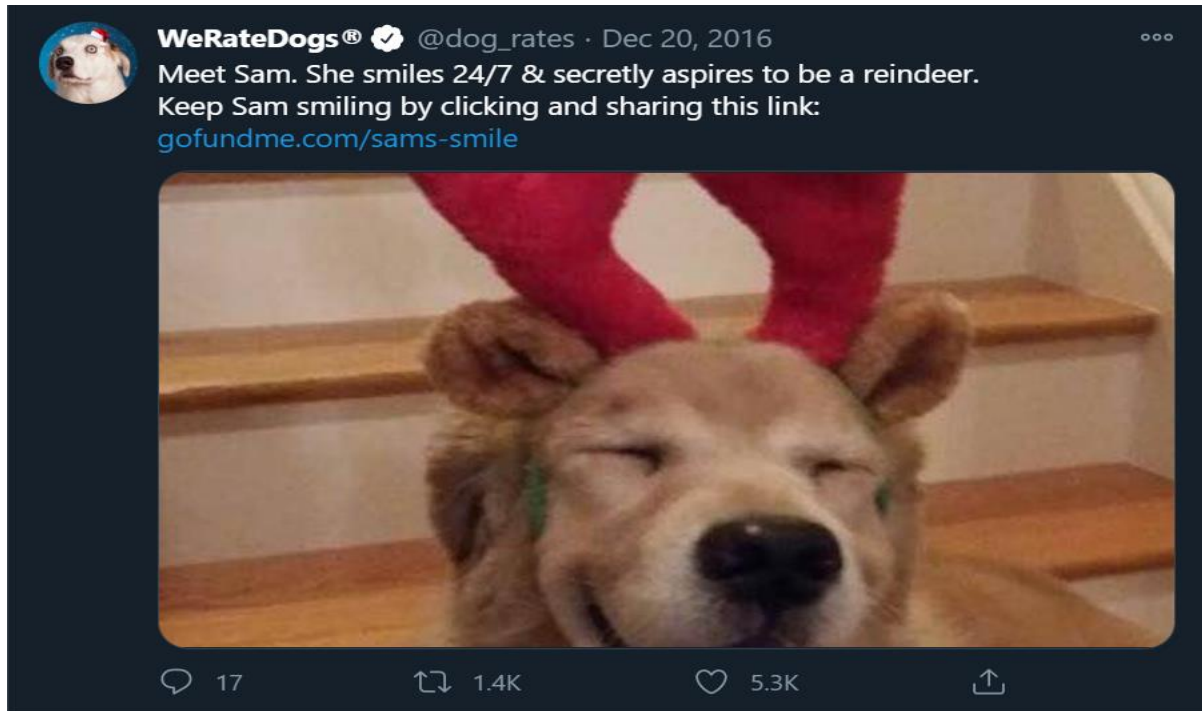 WeRateDogs® @dog_rates · Dec 20, 2016
Meet Sam. She smiles 24/7 & secretly aspires to be a reindeer.
Keep Sam smiling by clicking and sharing this link:
gofundme.com/sams-smile
17 1.4K 5.3K